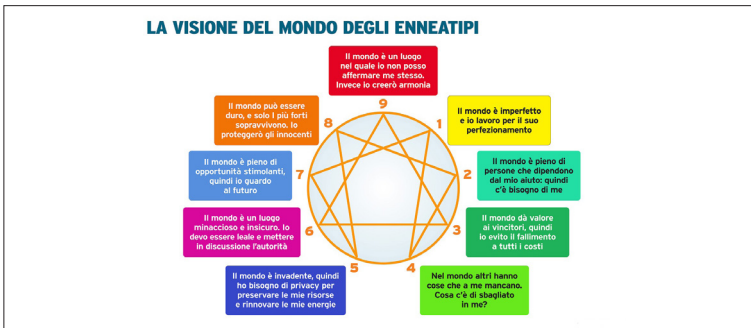 LA VISIONE DEL MONDO DEGLI ENNEATIPI
Il mondo è un luogo
nel quale io non posso
affermare me stesso.
Invece io creerò armonia
9
Il mondo può essere
duro, e solo I più forti
sopravvivono. Io
proteggerò gli innocenti
8
1
Il mondo è imperfetto
e io lavoro per il suo
perfezionamento
Il mondo è pieno di
opportunità stimolanti,
quindi io guardo
al futuro
7
2
Il mondo è pieno di
persone che dipendono
dal mio aiuto: quindi
c'è bisogno di me
Il mondo è un luogo
minaccioso e insicuro. Io
devo essere leale e mettere
in discussione l'autorità
6
3
Il mondo dà valore
ai vincitori, quindi
io evito il fallimento
a tutti i costi
Il mondo è invadente, quindi
ho bisogno di privacy per
preservare le mie risorse
e rinnovare le mie energie
5
4
Nel mondo altri hanno
cose che a me mancano.
Cosa c'è di sbagliato
in me?